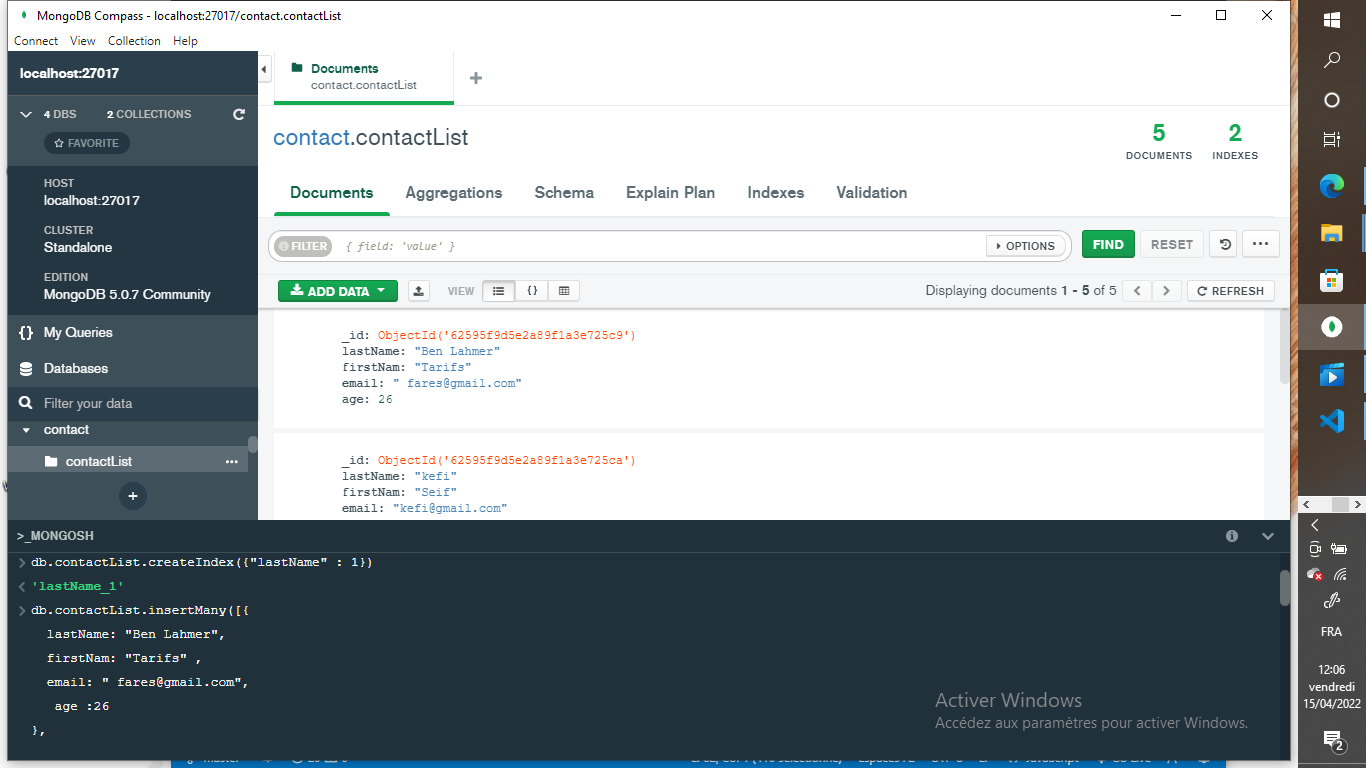 MongoDB Compass - localhost:27017/contact.contactList
Connect View Collection Help
localhost:27017
4 DBS 2 COLLECTIONS
FAVORITE
HOST
localhost:27017
CLUSTER
Standalone
EDITION
MongoDB 5.0.7 Community
{} My Queries
Databases
Filter your data
contact
contactList
Documents
contact.contactList
contact.contactList
5
DOCUMENTS
2
INDEXES
Documents Aggregations Schema Explain Plan Indexes Validation
FILTER { field: 'value' } OPTIONS FIND RESET
ADD DATA VIEW {} Displaying documents 1 - 5 of 5 REFRESH
_id: ObjectId('62595f9d5e2a89f1a3e725c9')
lastName: "Ben Lahmer"
firstNam: "Tarifs"
email: " fares@gmail.com"
age: 26
_id: ObjectId('62595f9d5e2a89f1a3e725ca')
lastName: "kefi"
firstNam: "Seif"
email: "kefi@gmail.com"
>_MONGOSH
db.contactList.createIndex({"lastName" : 1})
'lastName_1'
db.contactList.insertMany([{
lastName: "Ben Lahmer",
firstNam: "Tarifs" ,
email: " fares@gmail.com",
age :26
},
Activer Windows
Accédez aux paramètres pour activer Windows.
FRA
12:06
vendredi
15/04/2022
2